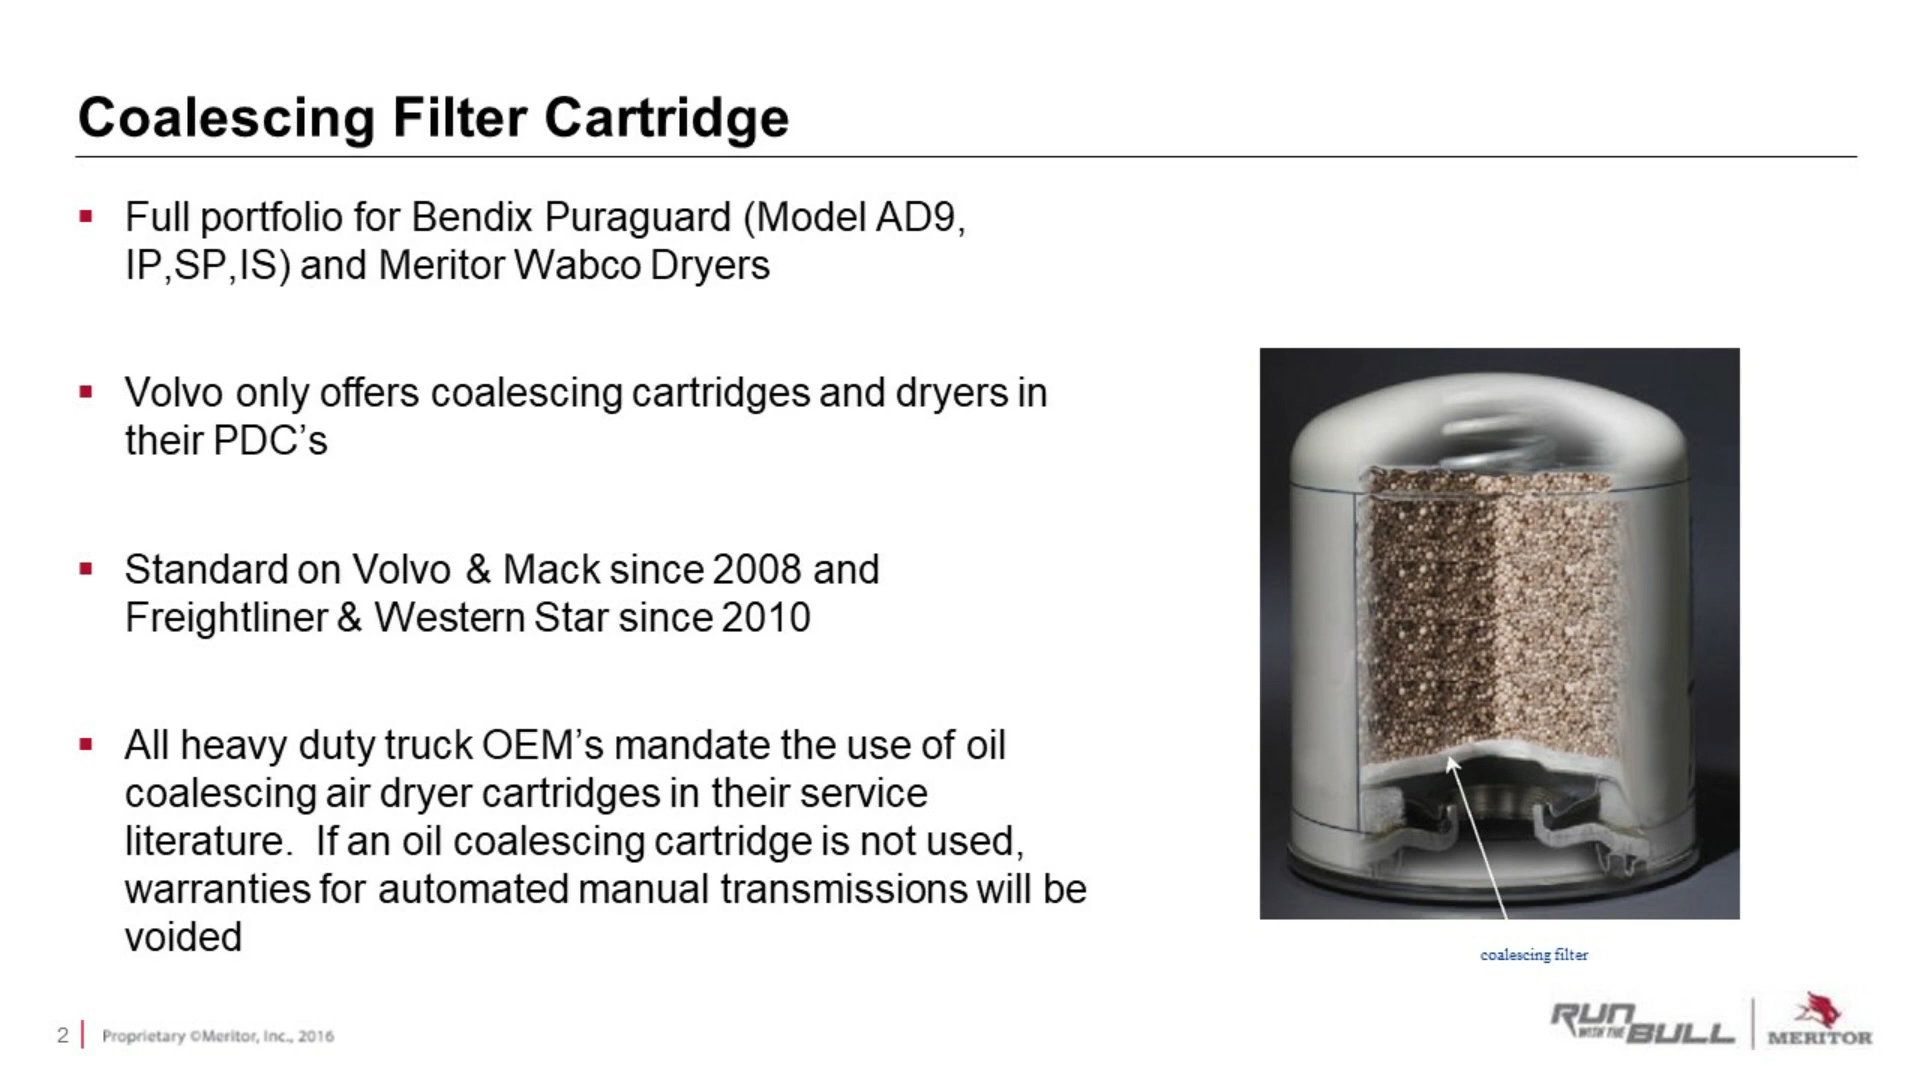 Coalescing Filter Cartridge
Full portfolio for Bendix Puraguard (Model AD9,
IP,SP,IS) and Meritor Wabco Dryers
Volvo only offers coalescing cartridges and dryers in
their PDC’s
Standard on Volvo & Mack since 2008 and
Freightliner & Western Star since 2010
All heavy duty truck OEM’s mandate the use of oil
coalescing air dryer cartridges in their service
literature.  If an oil coalescing cartridge is not used,
warranties for automated manual transmissions will be
voided
coalescing filter
2
Proprietary ©Meritor, Inc., 2016
RUN
WITH THE BULL
MERITOR